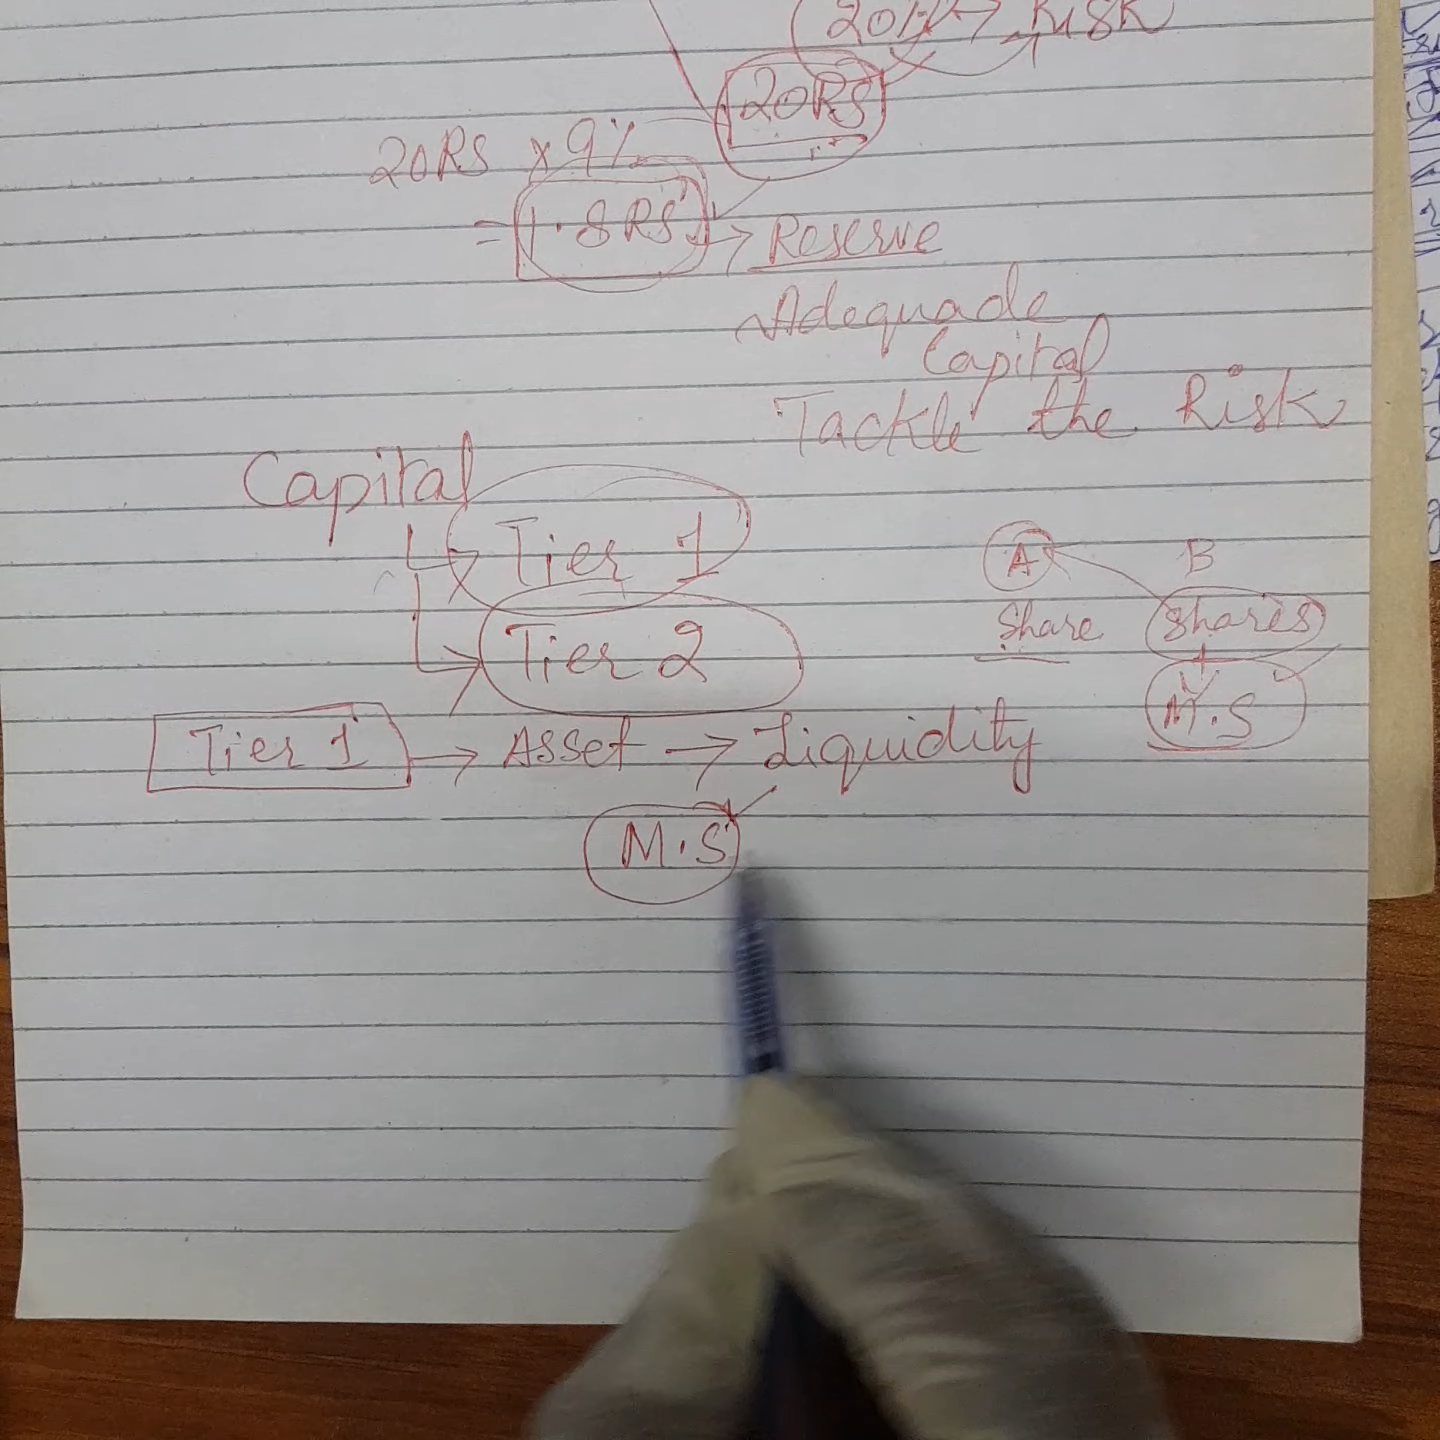 Risk
20RS
20RS x 9%
= 1.8RS → Reserve
Adequade
Capital
Tackle the Risk
Capital
→ Tier 1
→ Tier 2
A B
Share Shares
+
M.S
Tier 1 → Asset → Liquidity
M.S